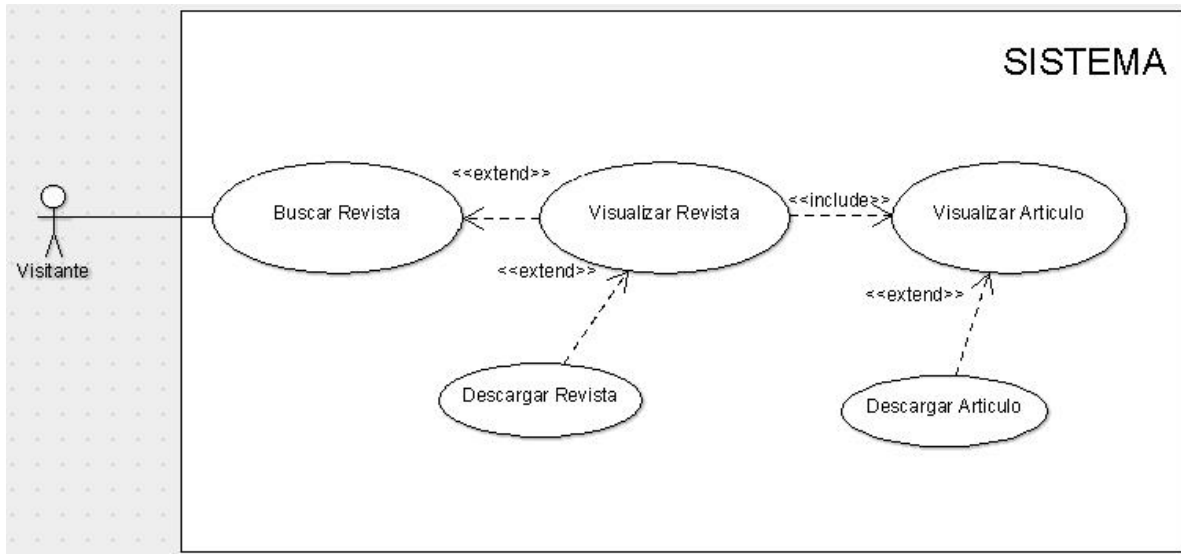 SISTEMA
<<extend>>
Buscar Revista
Visualizar Revista
<<include>>
Visualizar Articulo
Visitante
<<extend>>
<<extend>>
Descargar Revista
Descargar Articulo